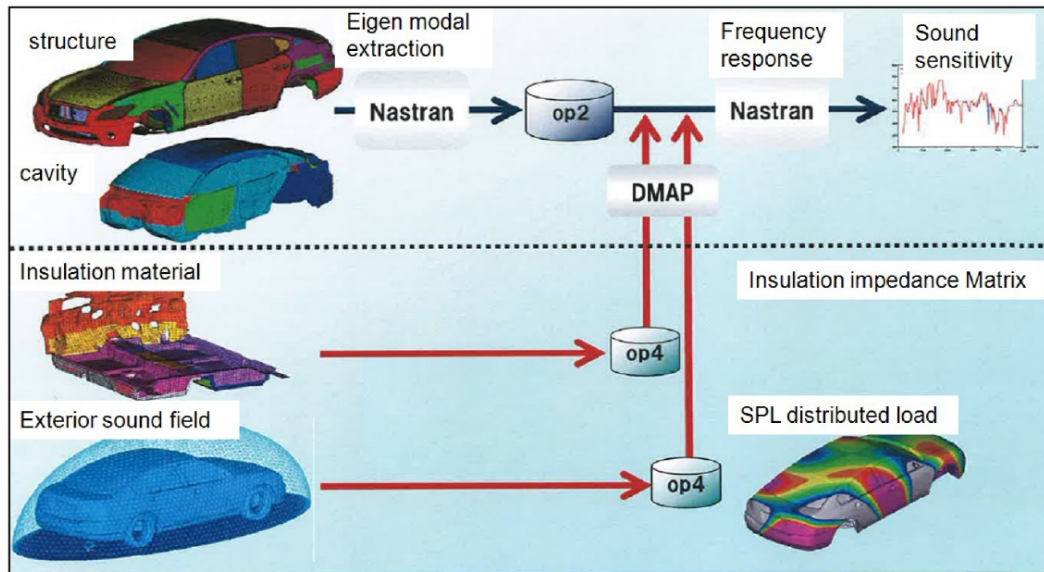 structure
Eigen modal
extraction
Frequency
response
Sound
sensitivity
Nastran
op2
Nastran
cavity
DMAP
Insulation material
Insulation impedance Matrix
op4
Exterior sound field
SPL distributed load
op4